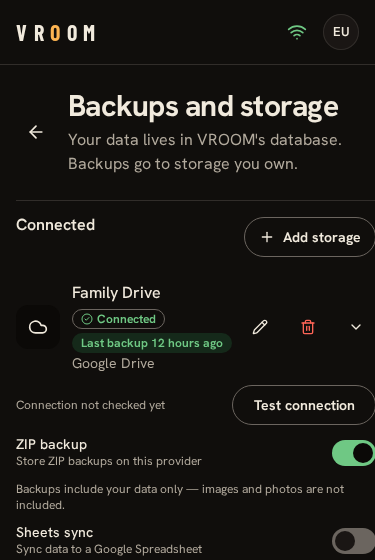 VROOM
EU
Backups and storage
Your data lives in VROOM's database.
Backups go to storage you own.
Connected
Add storage
Family Drive
Connected
Last backup 12 hours ago
Google Drive
Connection not checked yet
Test connection
ZIP backup
Store ZIP backups on this provider
Backups include your data only — images and photos are not
included.
Sheets sync
Sync data to a Google Spreadsheet